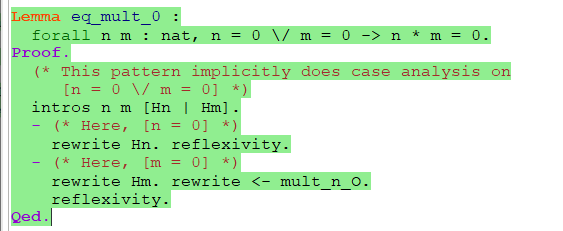 Lemma eq_mult_0 :
  forall n m : nat, n = 0 \/ m = 0 -> n * m = 0.
Proof.
  (* This pattern implicitly does case analysis on
     [n = 0 \/ m = 0] *)
  intros n m [Hn | Hm].
  - (* Here, [n = 0] *)
    rewrite Hn. reflexivity.
  - (* Here, [m = 0] *)
    rewrite Hm. rewrite <- mult_n_O.
    reflexivity.
Qed.